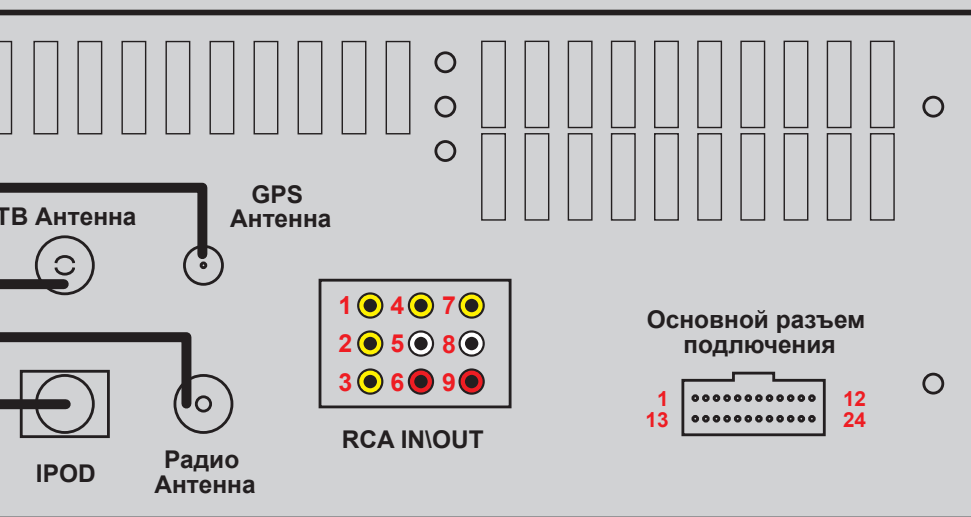 GPS
Антенна
ТВ Антенна
1 4 7
2 5 8
3 6 9
RCA IN\OUT
Основной разъем
подлючения
1 12
13 24
IPOD
Радио
Антенна